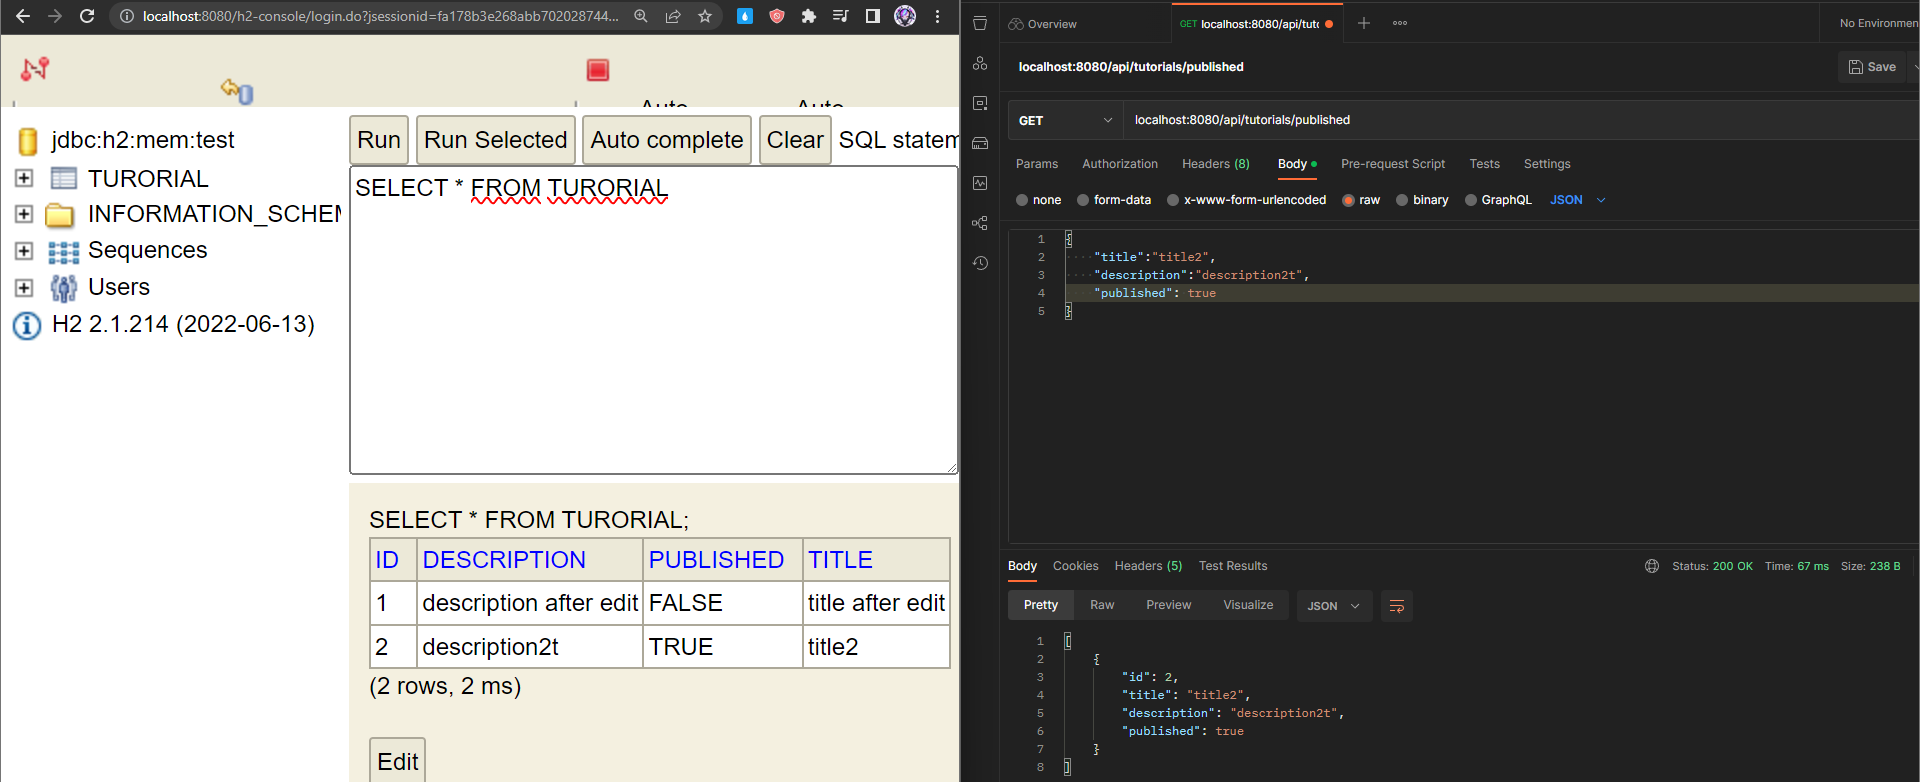 localhost:8080/h2-console/login.do?jsessionid=fa178b3e268abb702028744...
Auto Auto
jdbc:h2:mem:test
TURORIAL
INFORMATION_SCHEM
Sequences
Users
H2 2.1.214 (2022-06-13)
Run Run Selected Auto complete Clear SQL statem
SELECT * FROM TURORIAL
SELECT * FROM TURORIAL;
ID DESCRIPTION PUBLISHED TITLE
1 description after edit FALSE title after edit
2 description2t TRUE title2
(2 rows, 2 ms)
Edit
Overview GET localhost:8080/api/tuto No Environmen
localhost:8080/api/tutorials/published Save
GET localhost:8080/api/tutorials/published
Params Authorization Headers (8) Body Pre-request Script Tests Settings
none form-data x-www-form-urlencoded raw binary GraphQL JSON
1 {
2 "title":"title2",
3 "description":"description2t",
4 "published": true
5 }
Body Cookies Headers (5) Test Results Status: 200 OK Time: 67 ms Size: 238 B
Pretty Raw Preview Visualize JSON
1 [
2 {
3 "id": 2,
4 "title": "title2",
5 "description": "description2t",
6 "published": true
7 }
8 ]